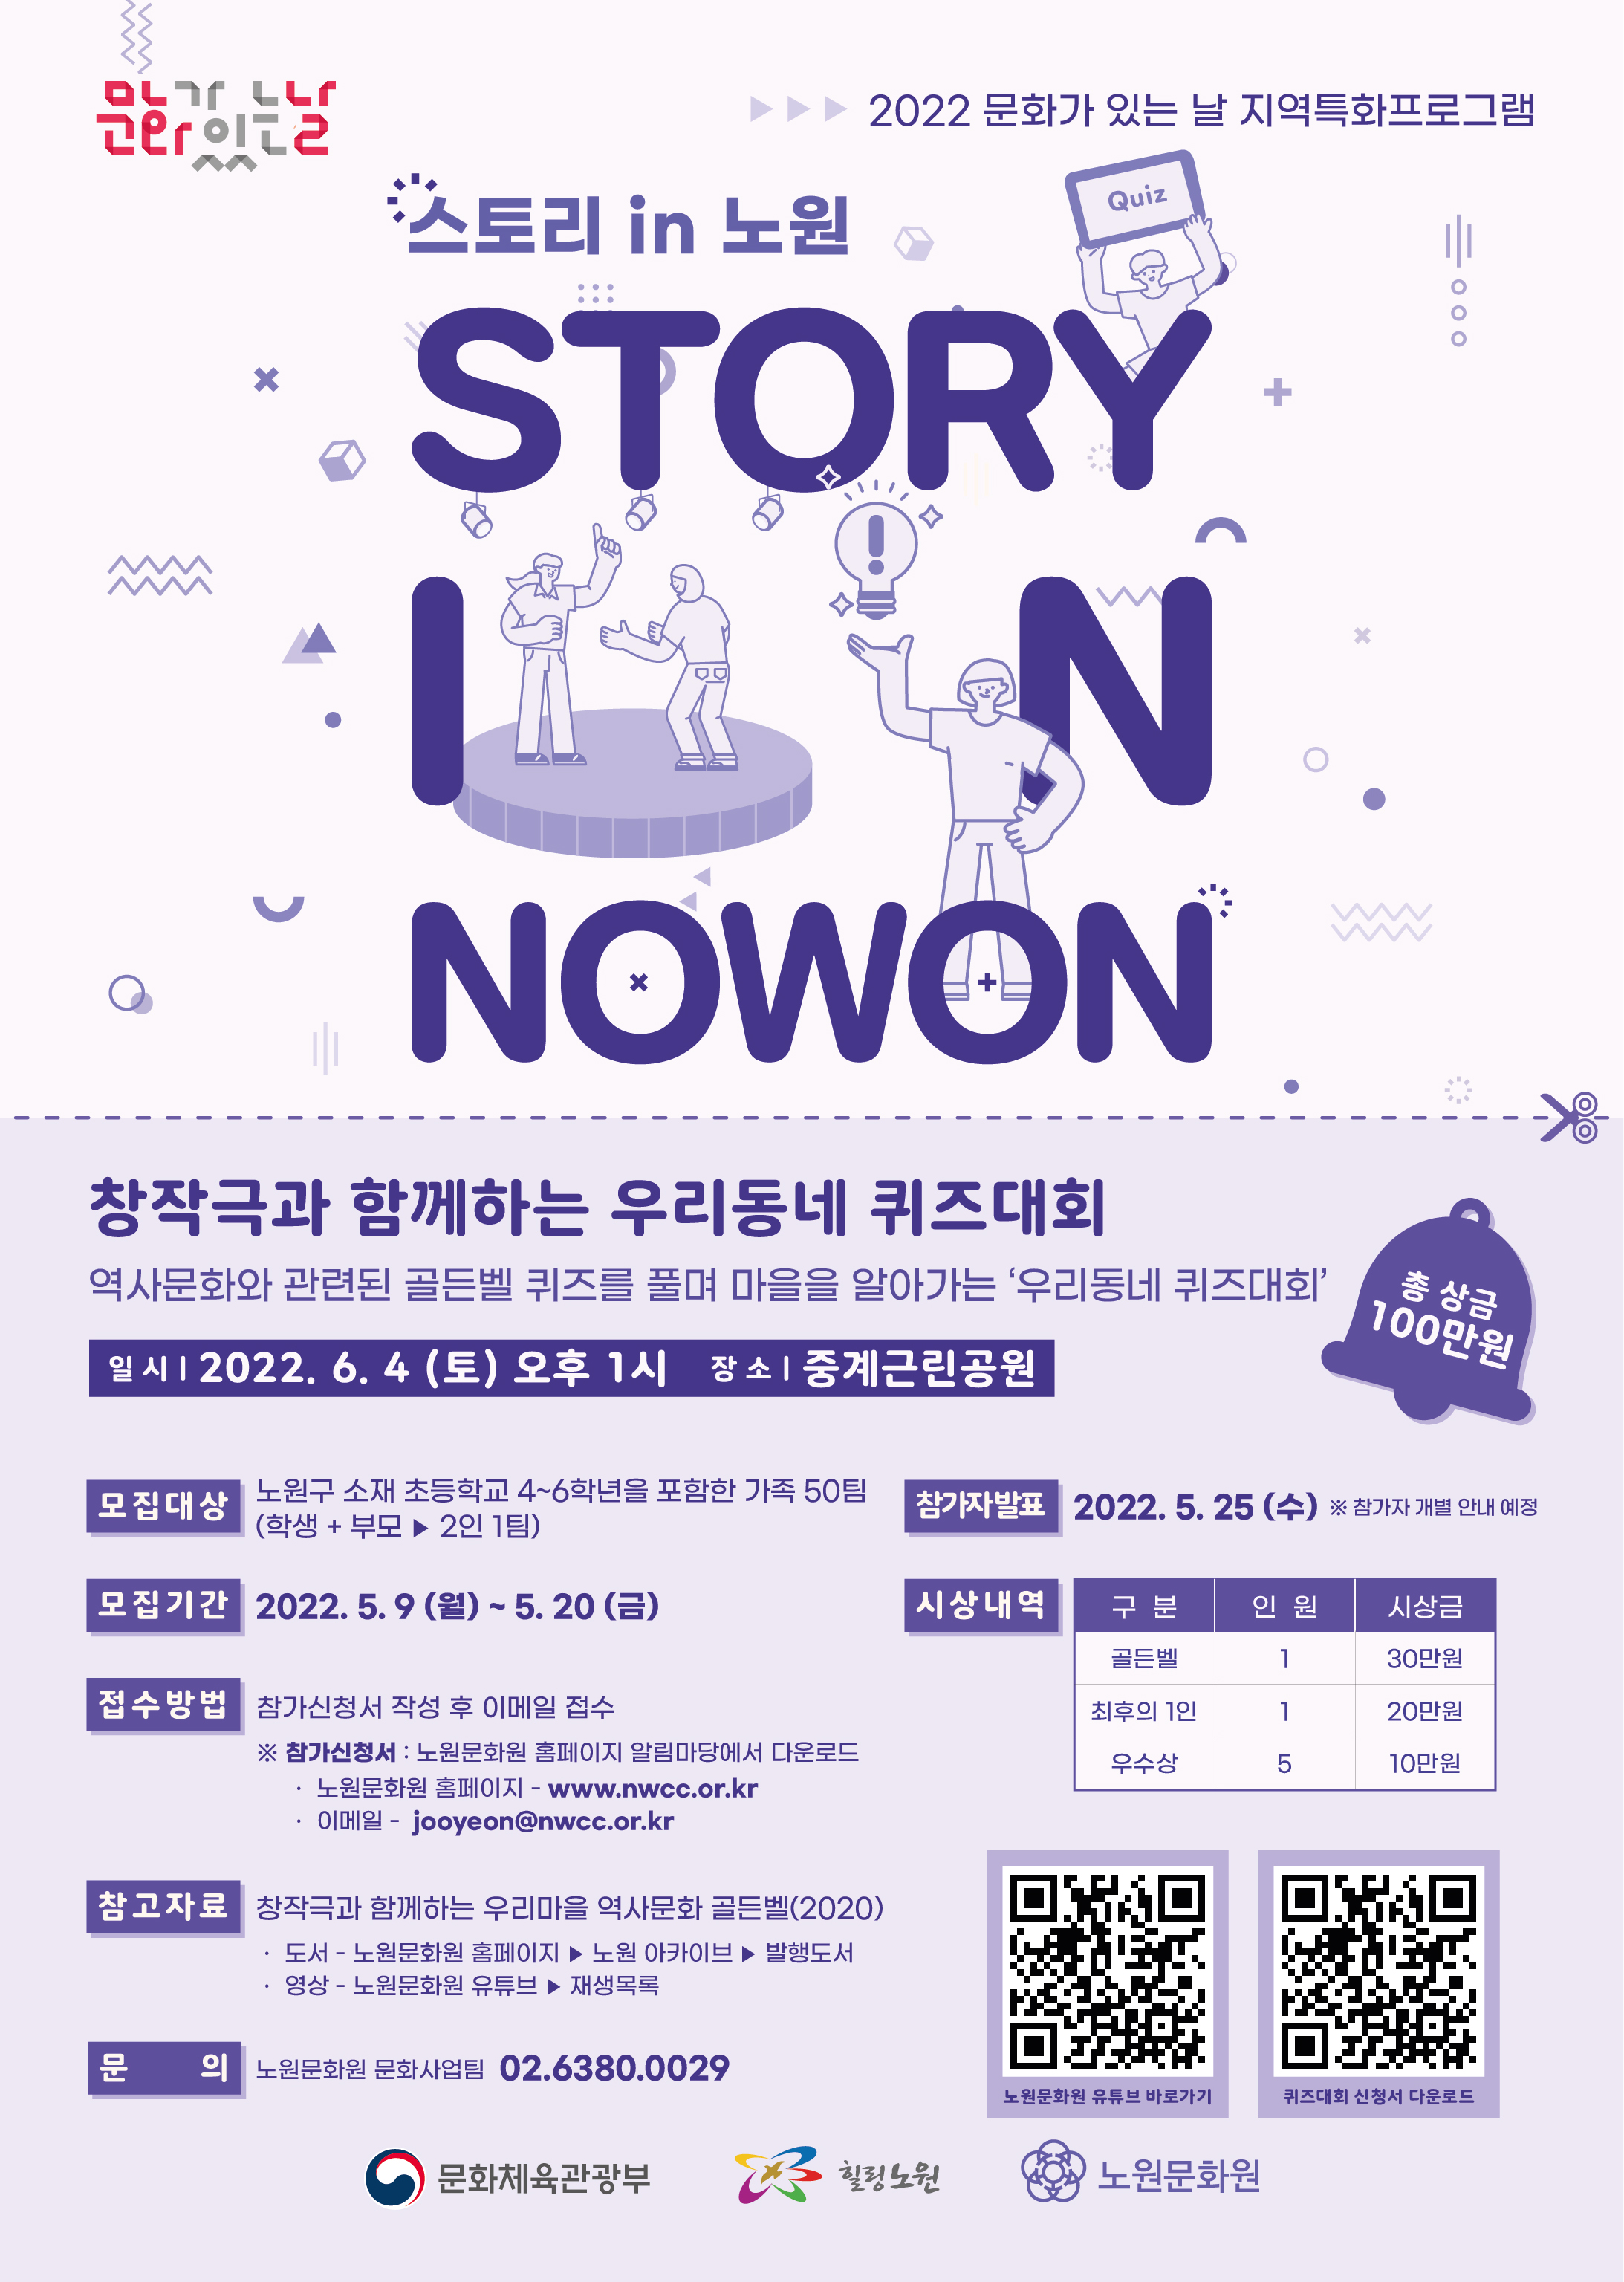 문화가있는날
▶ ▶ ▶ 2022 문화가 있는 날 지역특화프로그램
스토리 in 노원
Quiz
STORY
IN
NOWON
창작극과 함께하는 우리동네 퀴즈대회
역사문화와 관련된 골든벨 퀴즈를 풀며 마을을 알아가는 ‘우리동네 퀴즈대회’
총 상금
100만원
일 시 | 2022. 6. 4 (토) 오후 1시 장 소 | 중계근린공원
모집대상 노원구 소재 초등학교 4~6학년을 포함한 가족 50팀
(학생 + 부모 ▶ 2인 1팀)
모집기간 2022. 5. 9 (월) ~ 5. 20 (금)
접수방법 참가신청서 작성 후 이메일 접수
※ 참가신청서 : 노원문화원 홈페이지 알림마당에서 다운로드
· 노원문화원 홈페이지 - www.nwcc.or.kr
· 이메일 - jooyeon@nwcc.or.kr
참고자료 창작극과 함께하는 우리마을 역사문화 골든벨(2020)
· 도서 - 노원문화원 홈페이지 ▶ 노원 아카이브 ▶ 발행도서
· 영상 - 노원문화원 유튜브 ▶ 재생목록
문 의 노원문화원 문화사업팀 02.6380.0029
참가자발표 2022. 5. 25 (수) ※ 참가자 개별 안내 예정
시상내역
구 분 인 원 시상금
골든벨 1 30만원
최후의 1인 1 20만원
우수상 5 10만원
노원문화원 유튜브 바로가기
퀴즈대회 신청서 다운로드
문화체육관광부
힐링노원
노원문화원